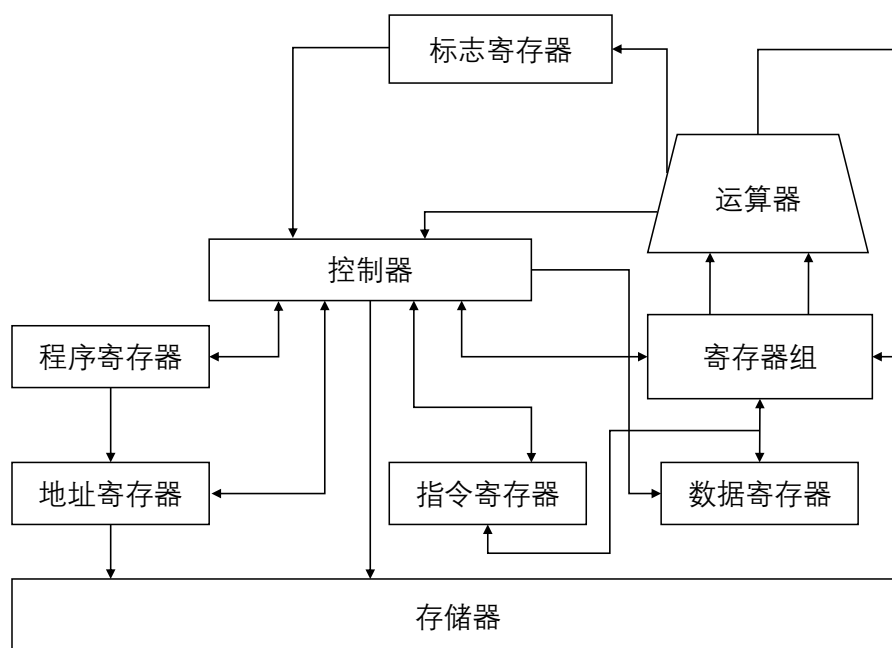 标志寄存器
运算器
控制器
程序寄存器
寄存器组
地址寄存器
指令寄存器
数据寄存器
存储器